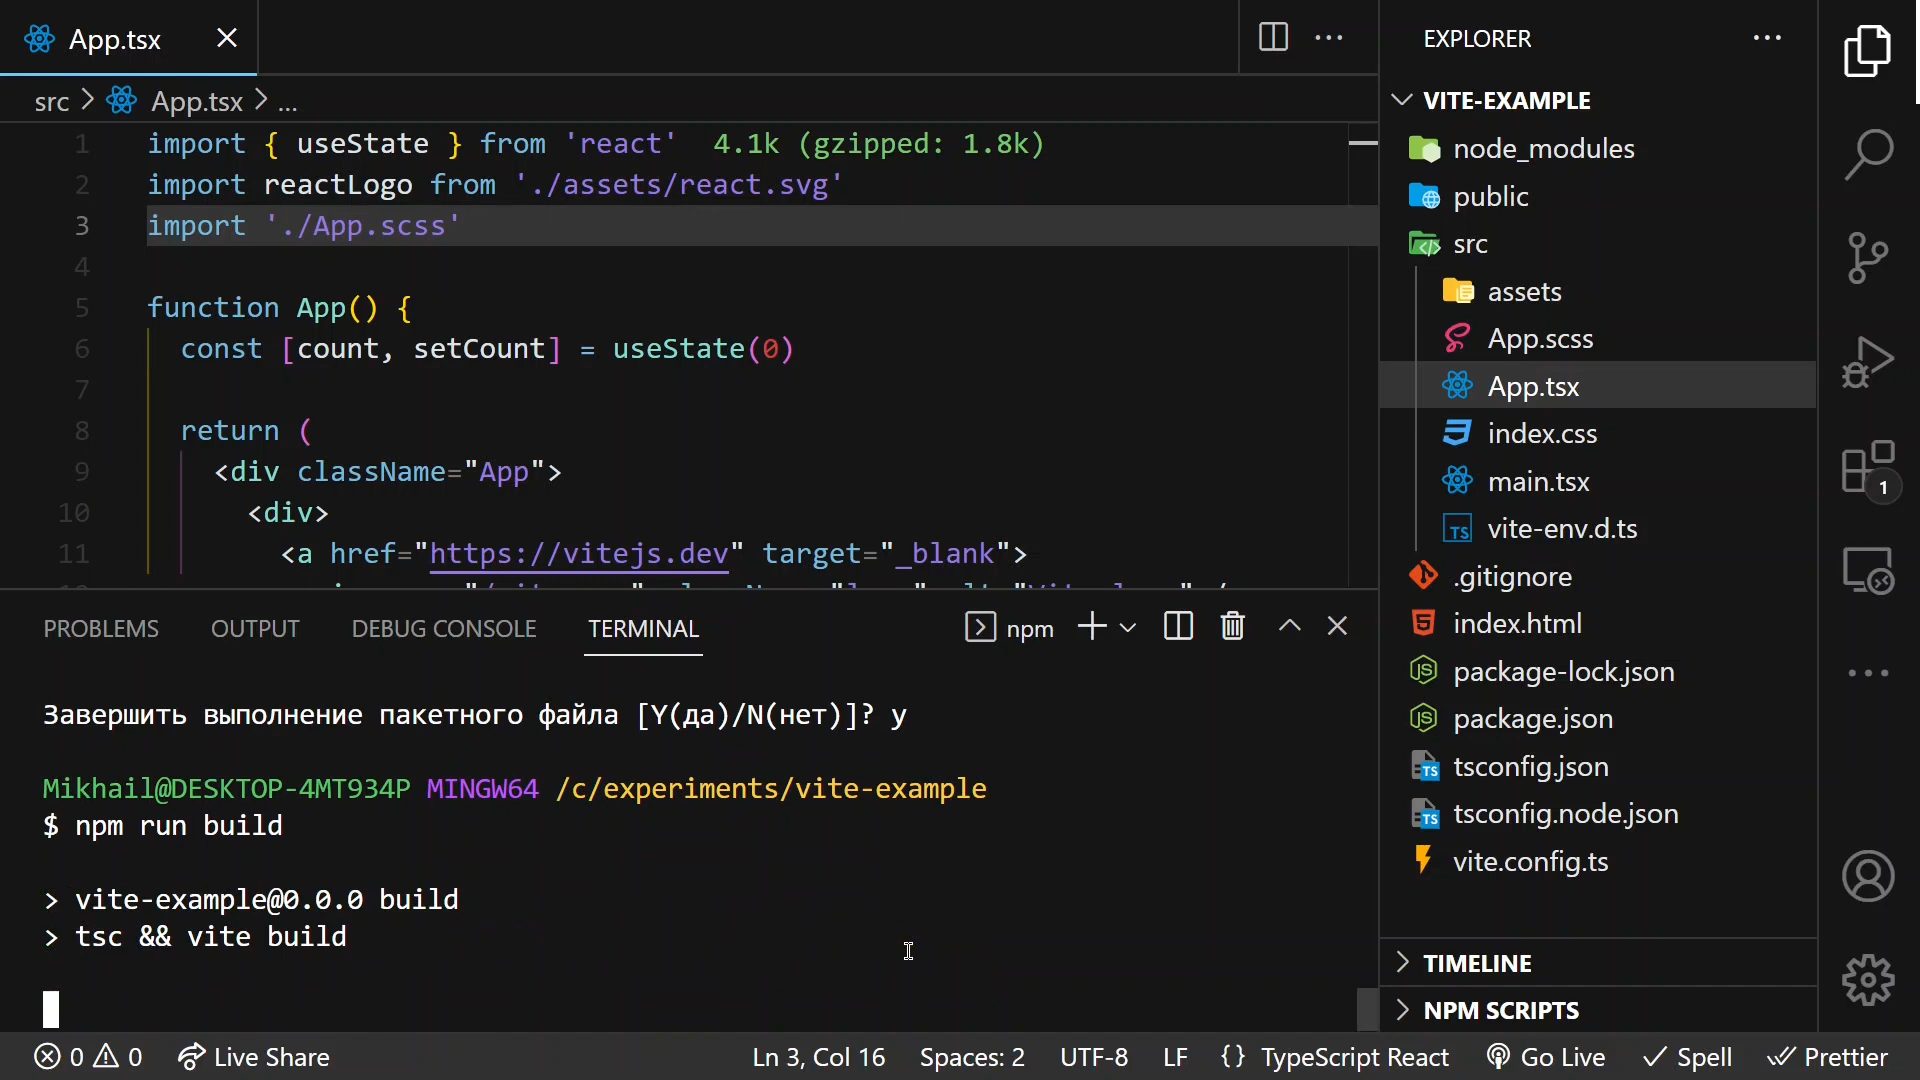 App.tsx
src > App.tsx > ...
1 import { useState } from 'react' 4.1k (gzipped: 1.8k)
2 import reactLogo from './assets/react.svg'
3 import './App.scss'
4
5 function App() {
6 const [count, setCount] = useState(0)
7
8 return (
9 <div className="App">
10 <div>
11 <a href="https://vitejs.dev" target="_blank">
PROBLEMS OUTPUT DEBUG CONSOLE TERMINAL npm
Завершить выполнение пакетного файла [Y(да)/N(нет)]? y
Mikhail@DESKTOP-4MT934P MINGW64 /c/experiments/vite-example
$ npm run build
> vite-example@0.0.0 build
> tsc && vite build
EXPLORER
VITE-EXAMPLE
node_modules
public
src
assets
App.scss
App.tsx
index.css
main.tsx
vite-env.d.ts
.gitignore
index.html
package-lock.json
package.json
tsconfig.json
tsconfig.node.json
vite.config.ts
TIMELINE
NPM SCRIPTS
1
0 0 Live Share Ln 3, Col 16 Spaces: 2 UTF-8 LF {} TypeScript React Go Live Spell Prettier